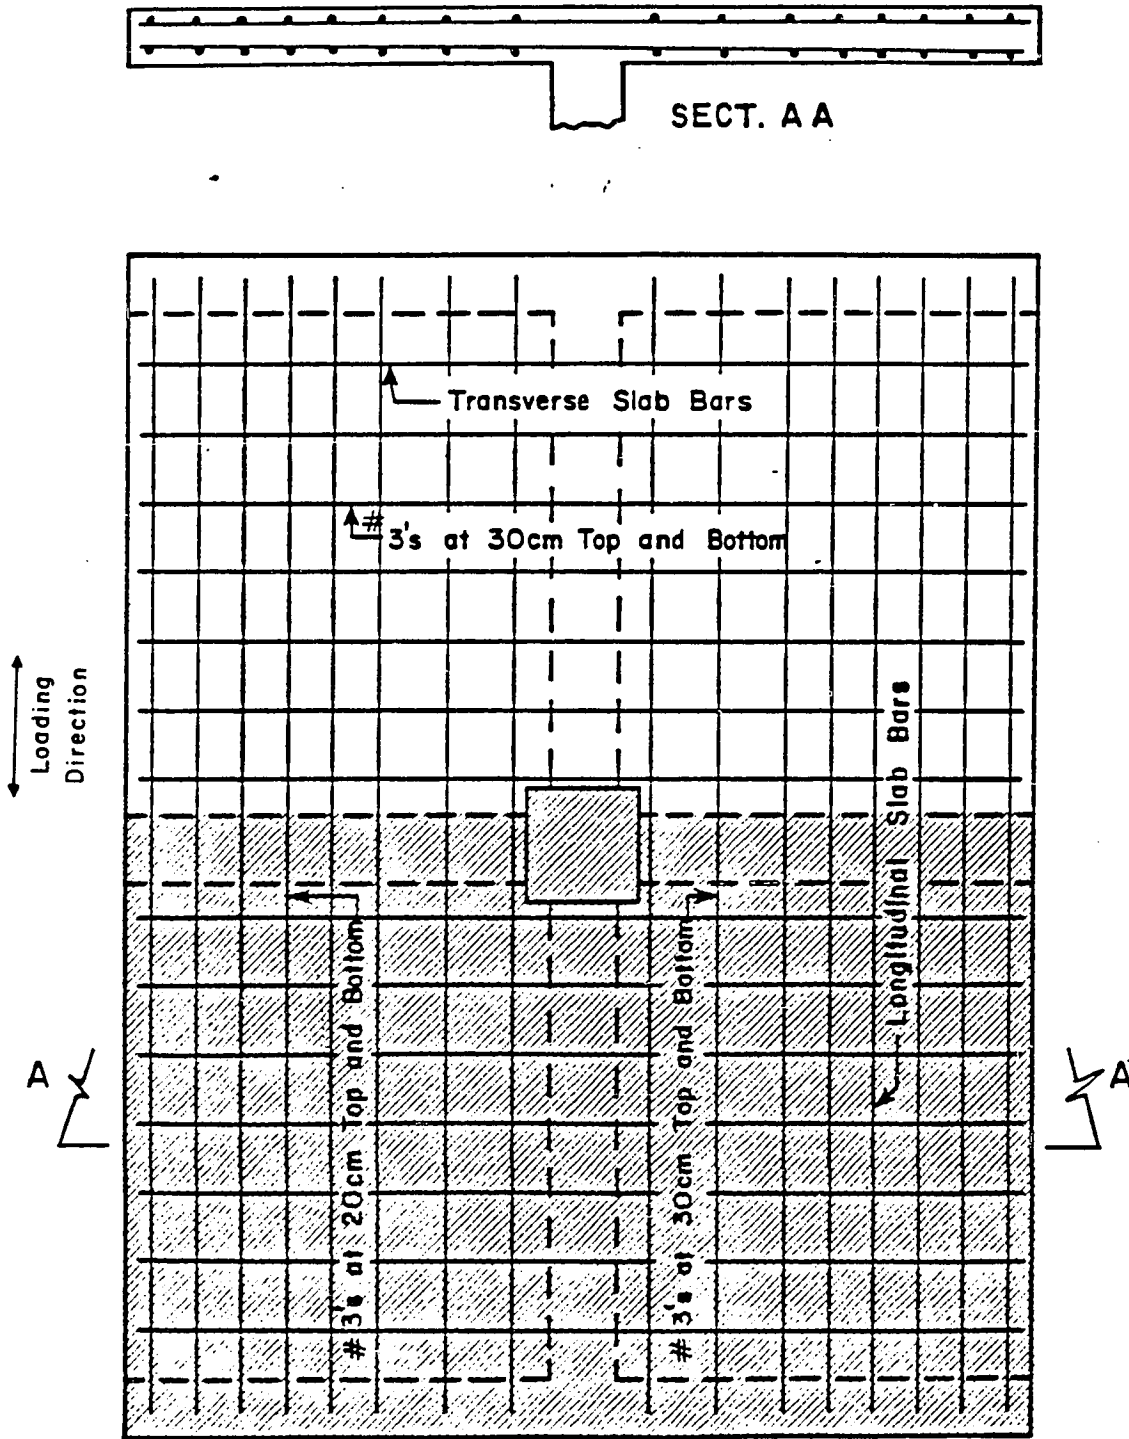 SECT. A A
Transverse Slab Bars
# 3's at 30cm Top and Bottom
Loading
Direction
Longitudinal Slab Bars
# 3's at 20cm Top and Bottom
# 3's at 30cm Top and Bottom
A
A